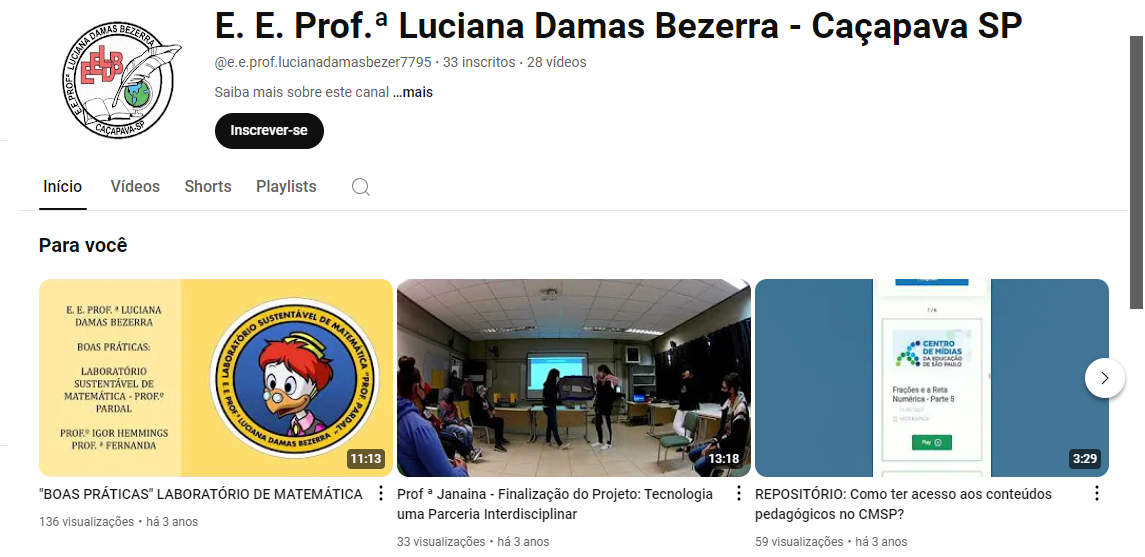 E. E. Prof.ª Luciana Damas Bezerra - Caçapava SP
E E PROFª LUCIANA DAMAS BEZERRA
EELDB
CAÇAPAVA-SP
@e.e.prof.lucianadamasbezer7795 · 33 inscritos · 28 vídeos
Saiba mais sobre este canal ...mais
Inscrever-se
Início Vídeos Shorts Playlists
Para você
E. E. PROF. ª LUCIANA
DAMAS BEZERRA
BOAS PRÁTICAS:
LABORATÓRIO
SUSTENTÁVEL DE
MATEMÁTICA - PROF.º
PARDAL
PROF.º IGOR HEMMINGS
PROF. ª FERNANDA
LABORATÓRIO SUSTENTÁVEL DE MATEMÁTICA "PROF. PARDAL"
E E PROF.ª LUCIANA DAMAS BEZERRA
11:13
13:18
1/6
CENTRO
DE MÍDIAS
DA EDUCAÇÃO
DE SÃO PAULO
Frações e a Reta
Numérica - Parte 5
MATEMÁTICA
Play
3:29
"BOAS PRÁTICAS" LABORATÓRIO DE MATEMÁTICA
136 visualizações • há 3 anos
Prof ª Janaina - Finalização do Projeto: Tecnologia
uma Parceria Interdisciplinar
33 visualizações • há 3 anos
REPOSITÓRIO: Como ter acesso aos conteúdos
pedagógicos no CMSP?
59 visualizações • há 3 anos